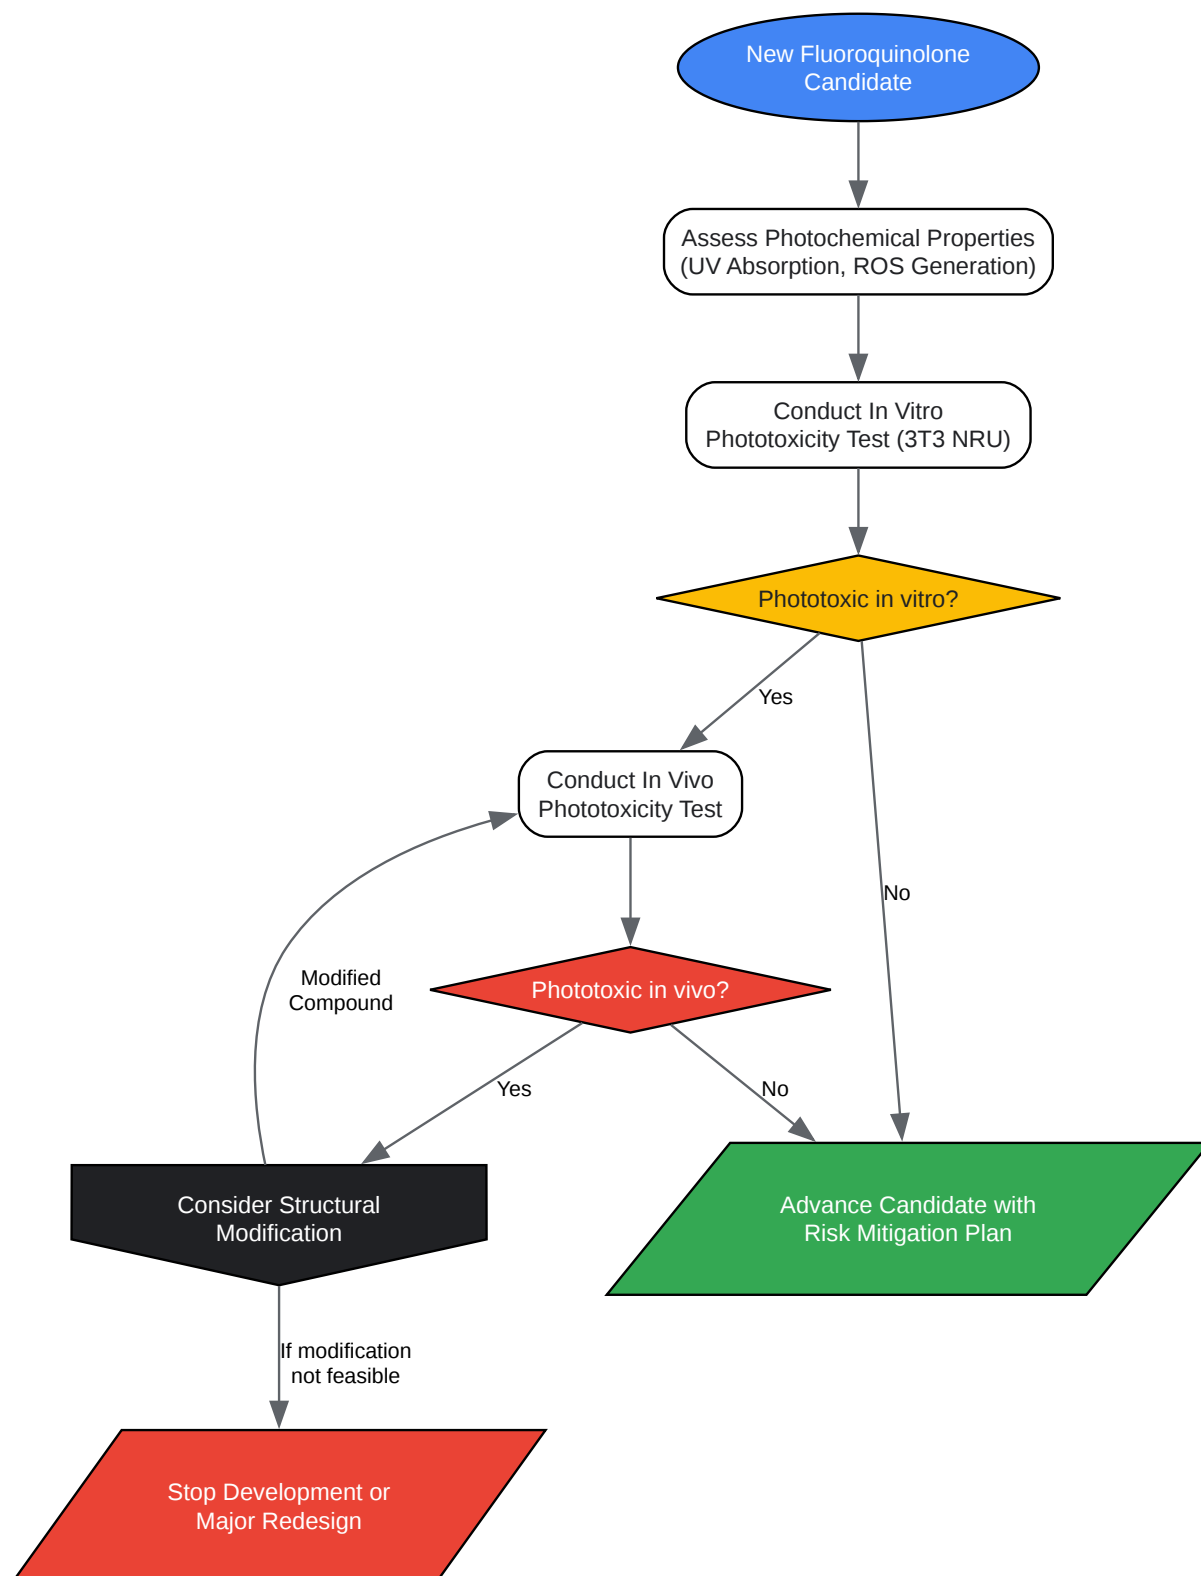 New Fluoroquinolone
Candidate
Assess Photochemical Properties
(UV Absorption, ROS Generation)
Conduct In Vitro
Phototoxicity Test (3T3 NRU)
Phototoxic in vitro?
Yes
Conduct In Vivo
Phototoxicity Test
No
Modified
Compound
Phototoxic in vivo?
Yes
No
Consider Structural
Modification
Advance Candidate with
Risk Mitigation Plan
If modification
not feasible
Stop Development or
Major Redesign